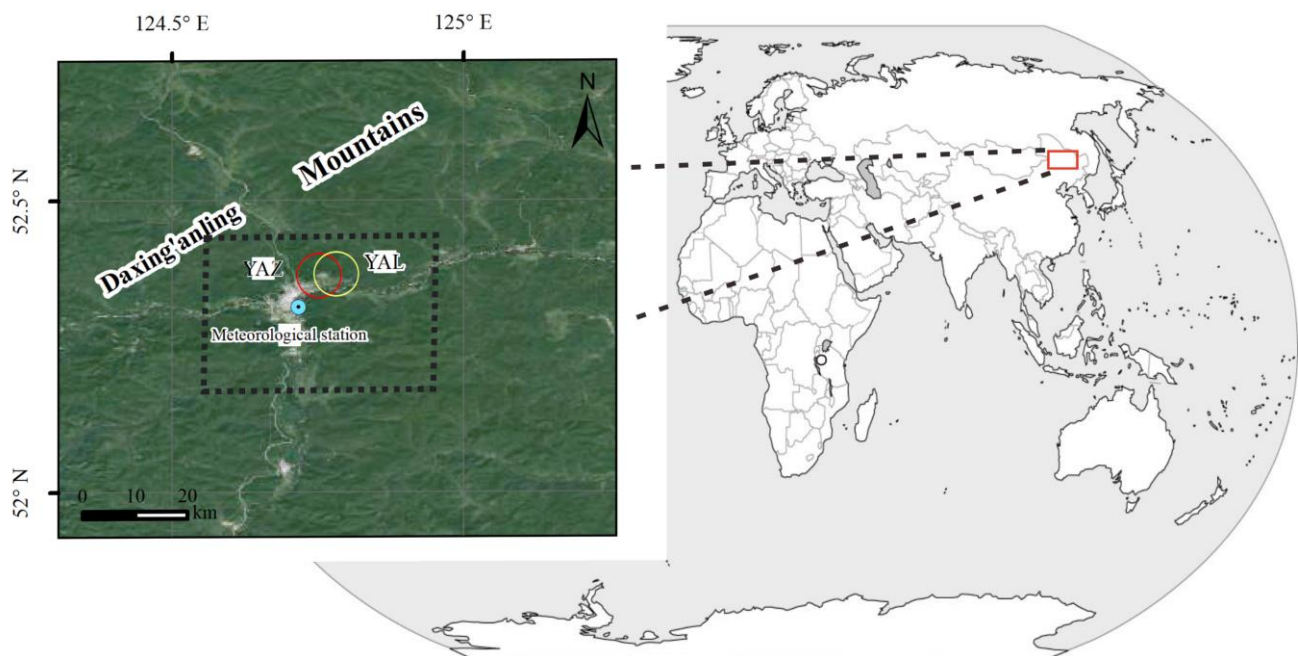 124.5° E
125° E
N
Mountains
52.5° N
Daxing'anling
YAZ
YAL
Meteorological station
52° N
0 10 20
km